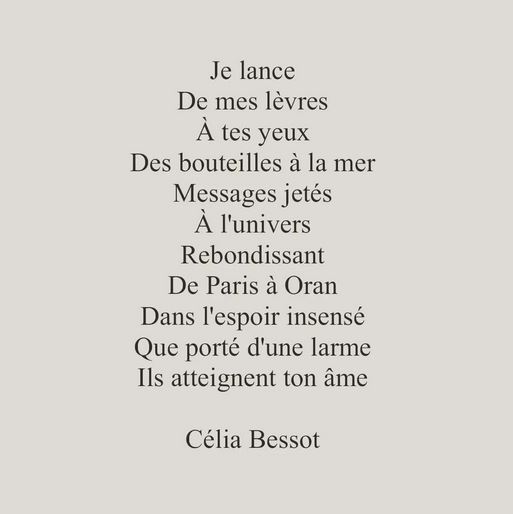 Je lance
De mes lèvres
À tes yeux
Des bouteilles à la mer
Messages jetés
À l'univers
Rebondissant
De Paris à Oran
Dans l'espoir insensé
Que porté d'une larme
Ils atteignent ton âme
Célia Bessot